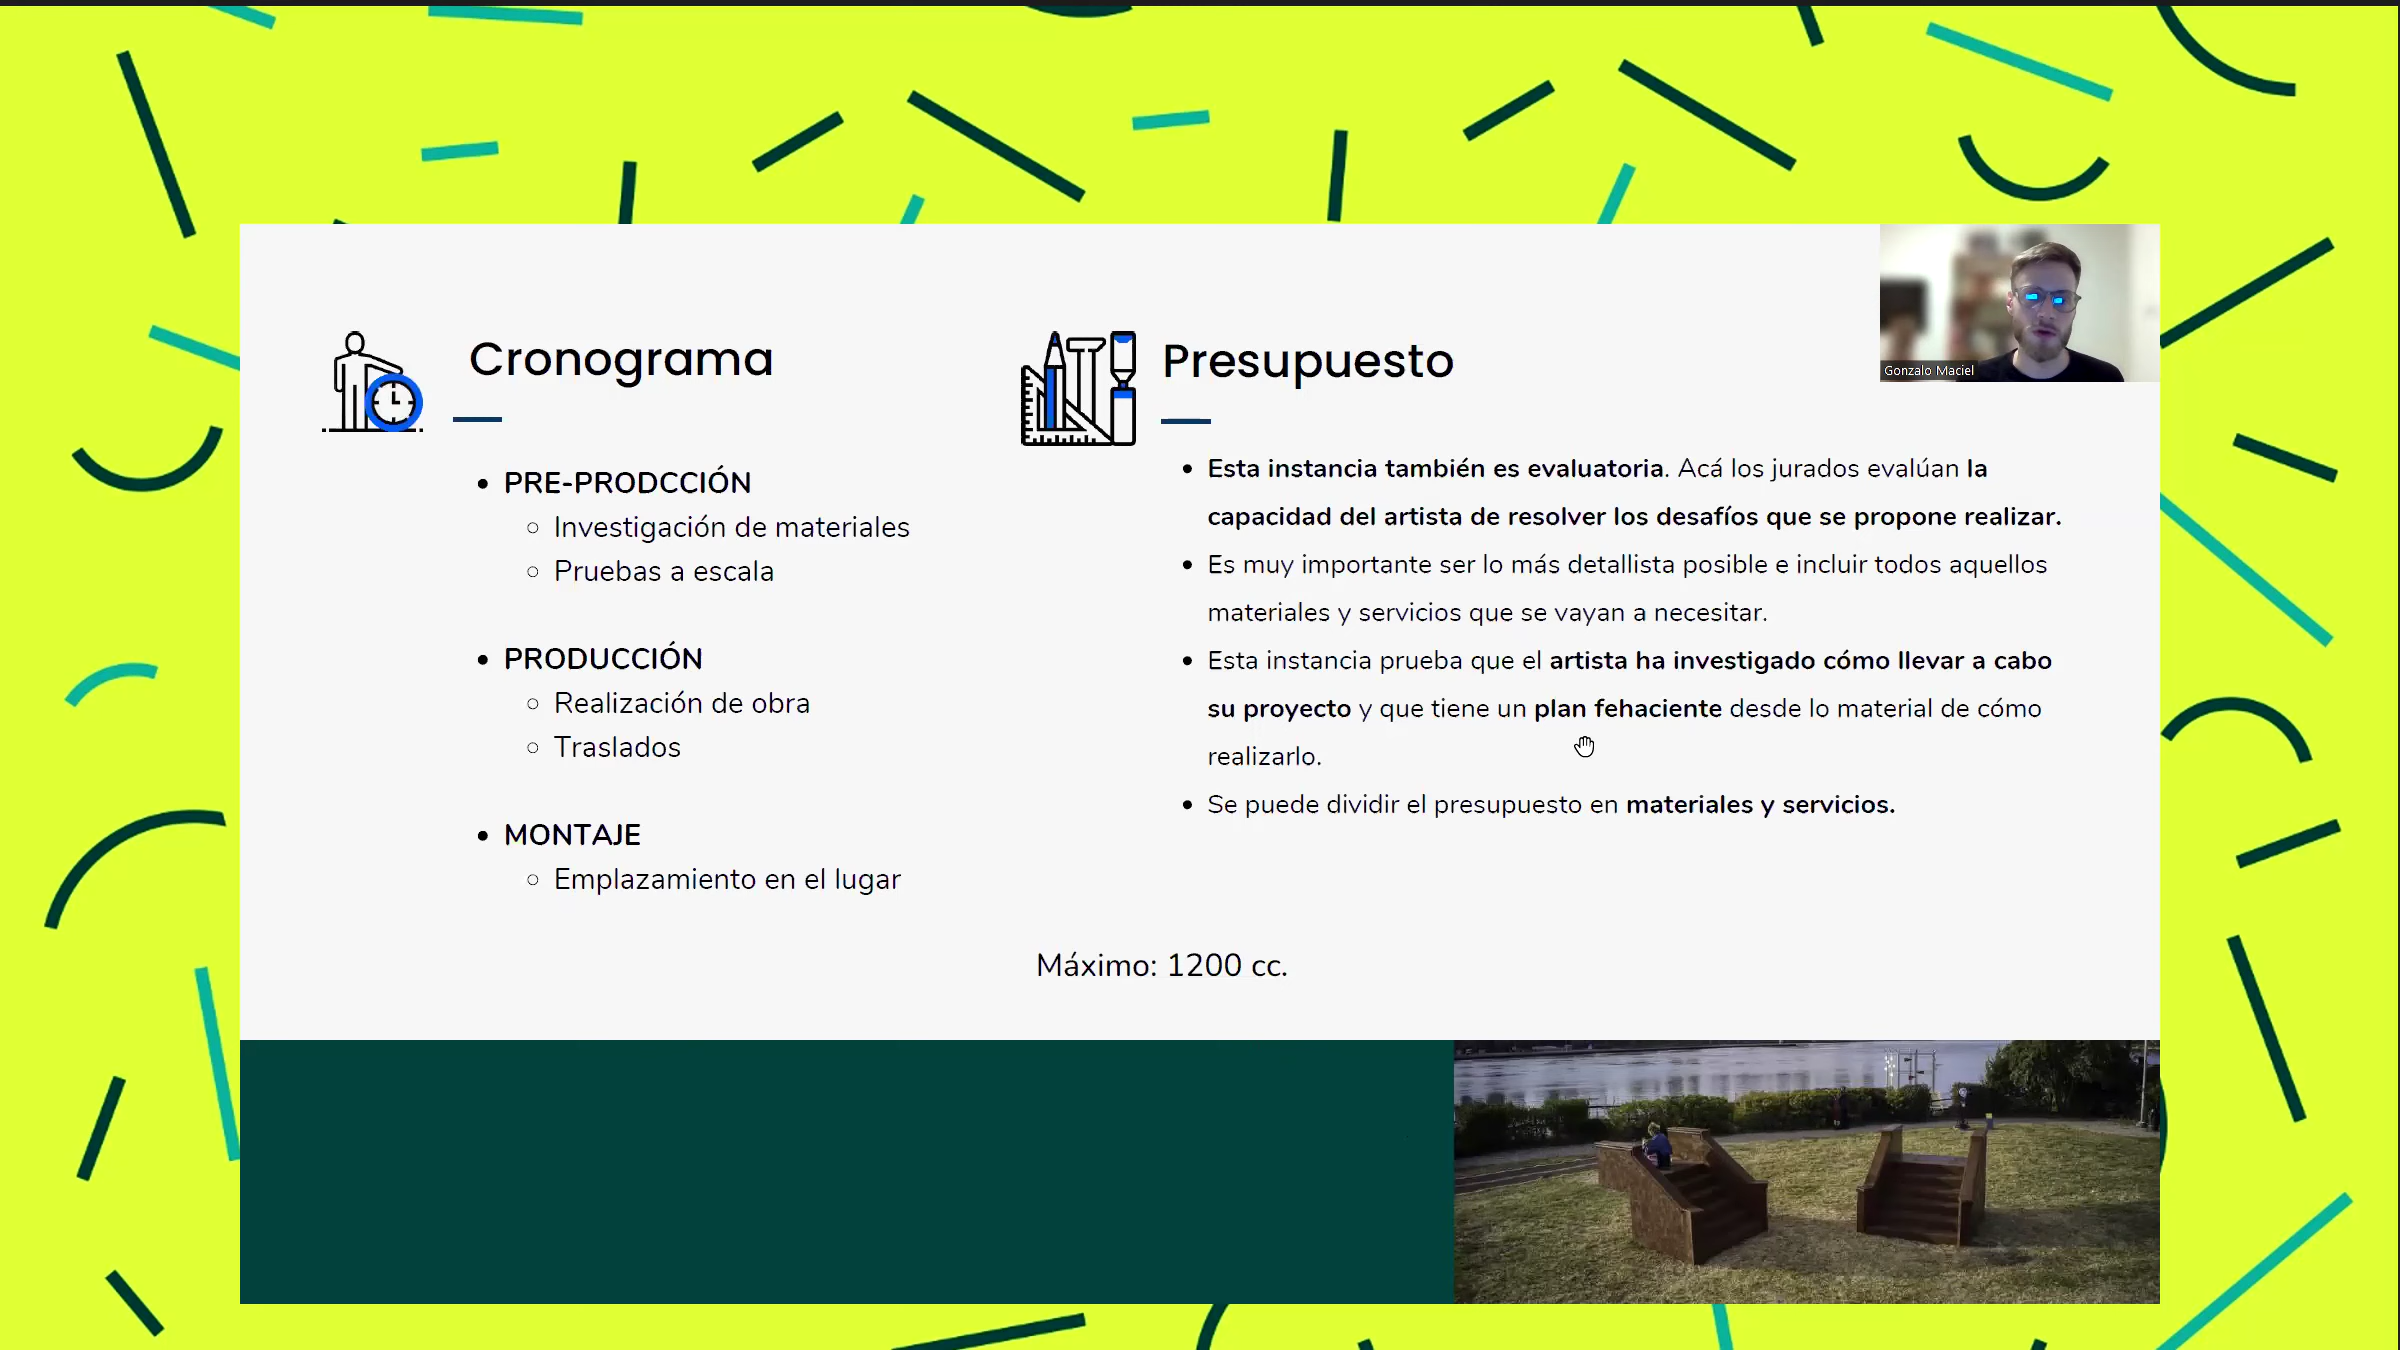 Cronograma
PRE-PRODCCIÓN
Investigación de materiales
Pruebas a escala
PRODUCCIÓN
Realización de obra
Traslados
MONTAJE
Emplazamiento en el lugar
Presupuesto
Esta instancia también es evaluatoria. Acá los jurados evalúan la
capacidad del artista de resolver los desafíos que se propone realizar.
Es muy importante ser lo más detallista posible e incluir todos aquellos
materiales y servicios que se vayan a necesitar.
Esta instancia prueba que el artista ha investigado cómo llevar a cabo
su proyecto y que tiene un plan fehaciente desde lo material de cómo
realizarlo.
Se puede dividir el presupuesto en materiales y servicios.
Máximo: 1200 cc.
Gonzalo Maciel